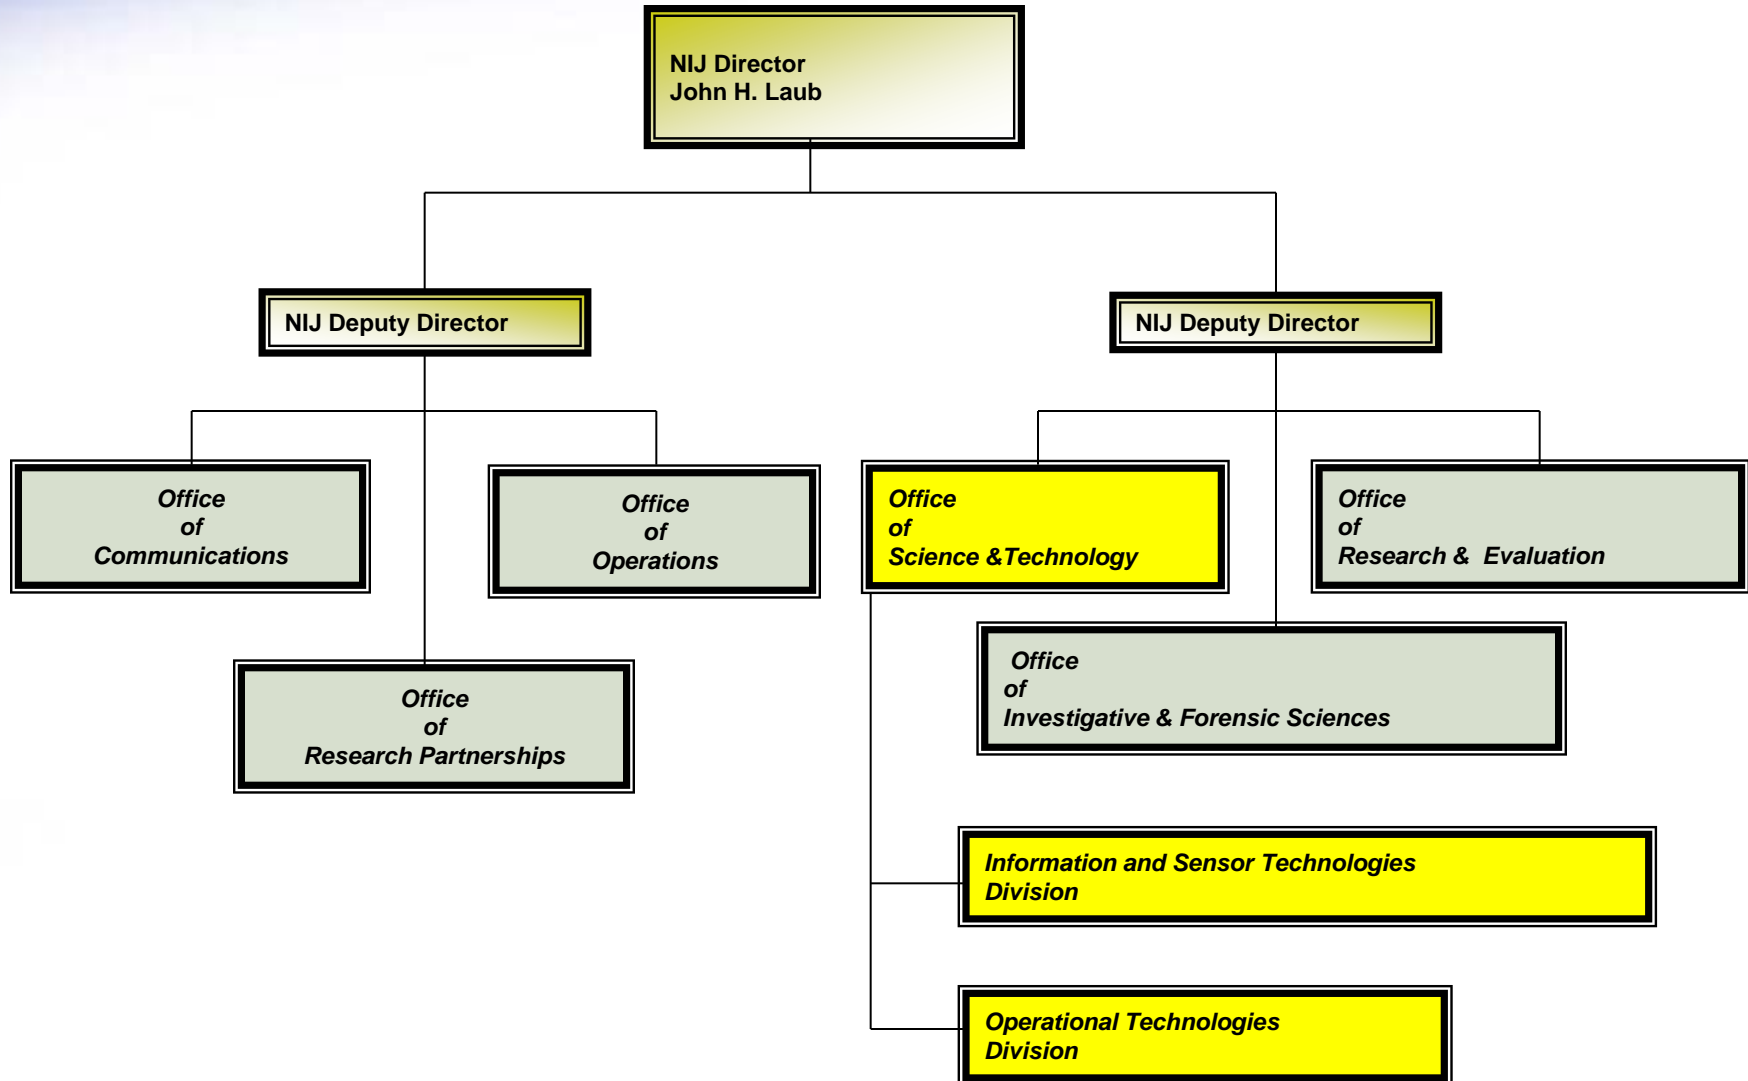 NIJ Director
John H. Laub
NIJ Deputy Director
NIJ Deputy Director
Office
of
Communications
Office
of
Operations
Office
of
Science &Technology
Office
of
Research &  Evaluation
Office
of
Research Partnerships
Office
of
Investigative & Forensic Sciences
Information and Sensor Technologies
Division
Operational Technologies
Division